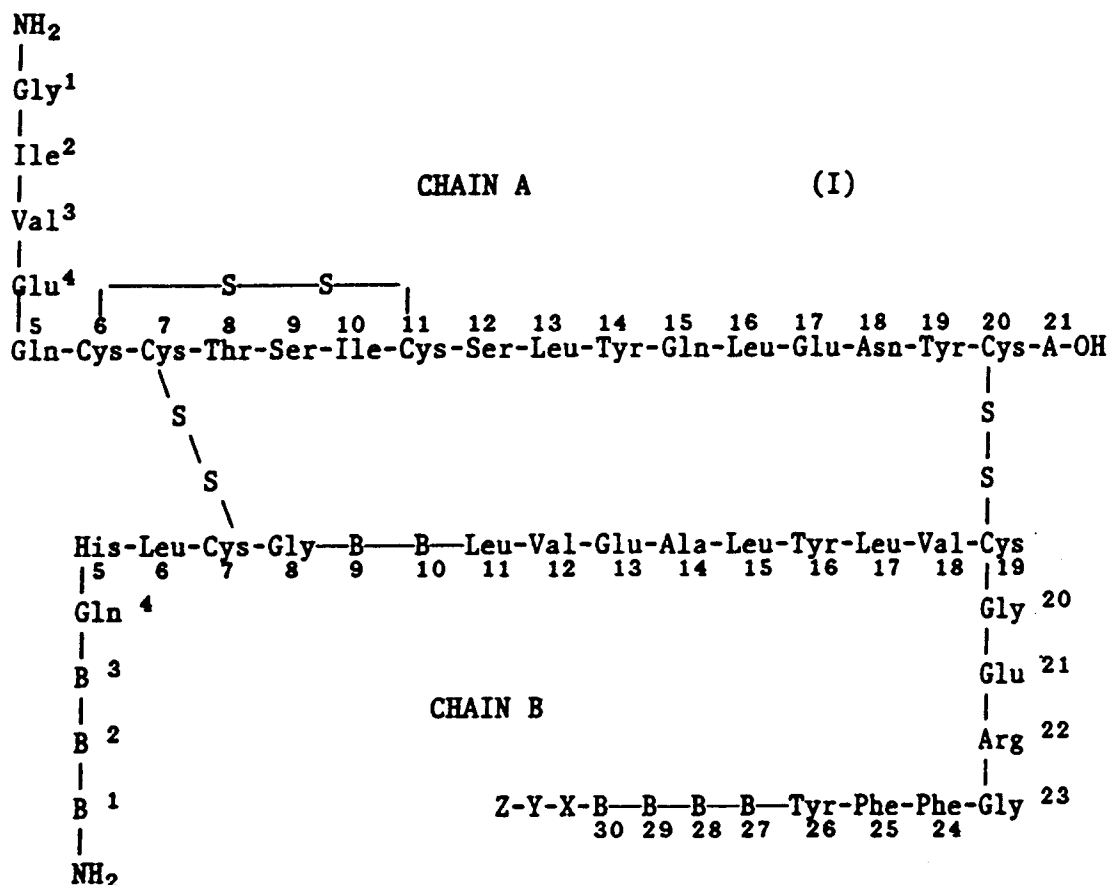 NH2
Gly1
Ile2
Val3
CHAIN A (I)
Glu4 S S
5 6 7 8 9 10 11 12 13 14 15 16 17 18 19 20 21
Gln-Cys-Cys-Thr-Ser-Ile-Cys-Ser-Leu-Tyr-Gln-Leu-Glu-Asn-Tyr-Cys-A-OH
S S
S S
His-Leu-Cys-Gly-B-B-Leu-Val-Glu-Ala-Leu-Tyr-Leu-Val-Cys
5 6 7 8 9 10 11 12 13 14 15 16 17 18 19
Gln 4 Gly 20
B 3 Glu 21
CHAIN B
B 2 Arg 22
B 1 Z-Y-X-B-B-B-B-Tyr-Phe-Phe-Gly 23
30 29 28 27 26 25 24
NH2